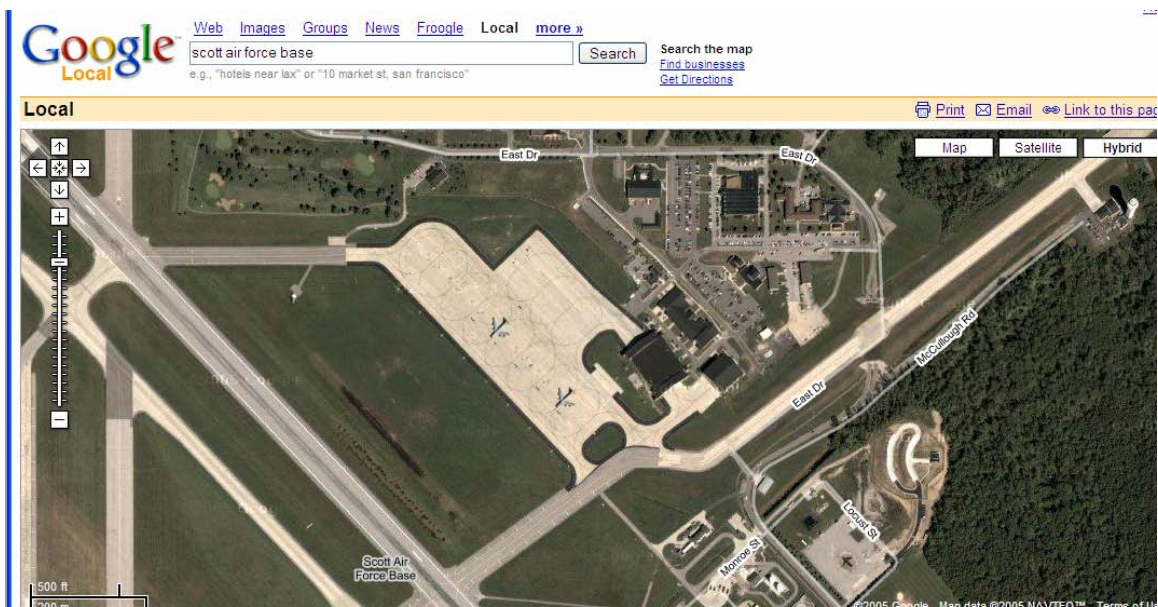 Google
Local
Web Images Groups News Froogle Local more »
scott air force base
Search
e.g., "hotels near lax" or "10 market st, san francisco"
Search the map
Find businesses
Get Directions
Local
Print Email Link to this pag
Map Satellite Hybrid
East Dr
East Dr
McCullough Rd
East Dr
Locust St
Monroe St
Scott Air
Force Base
500 ft
200 m
©2005 Google Map data ©2005 NAVTEQ™ Terms of U